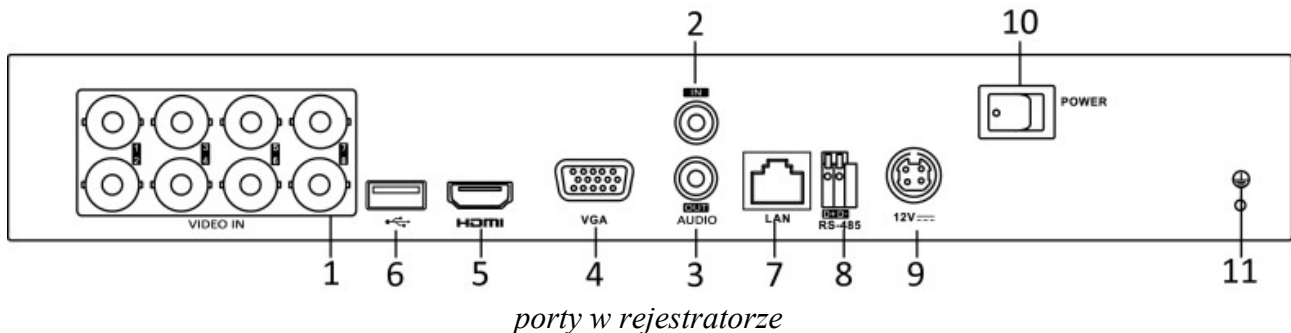 2
10
IN
POWER
VIDEO IN
HDMI
VGA
OUT
AUDIO
LAN
D+ D-
RS-485
12V
1
6
5
4
3
7
8
9
11
porty w rejestratorze